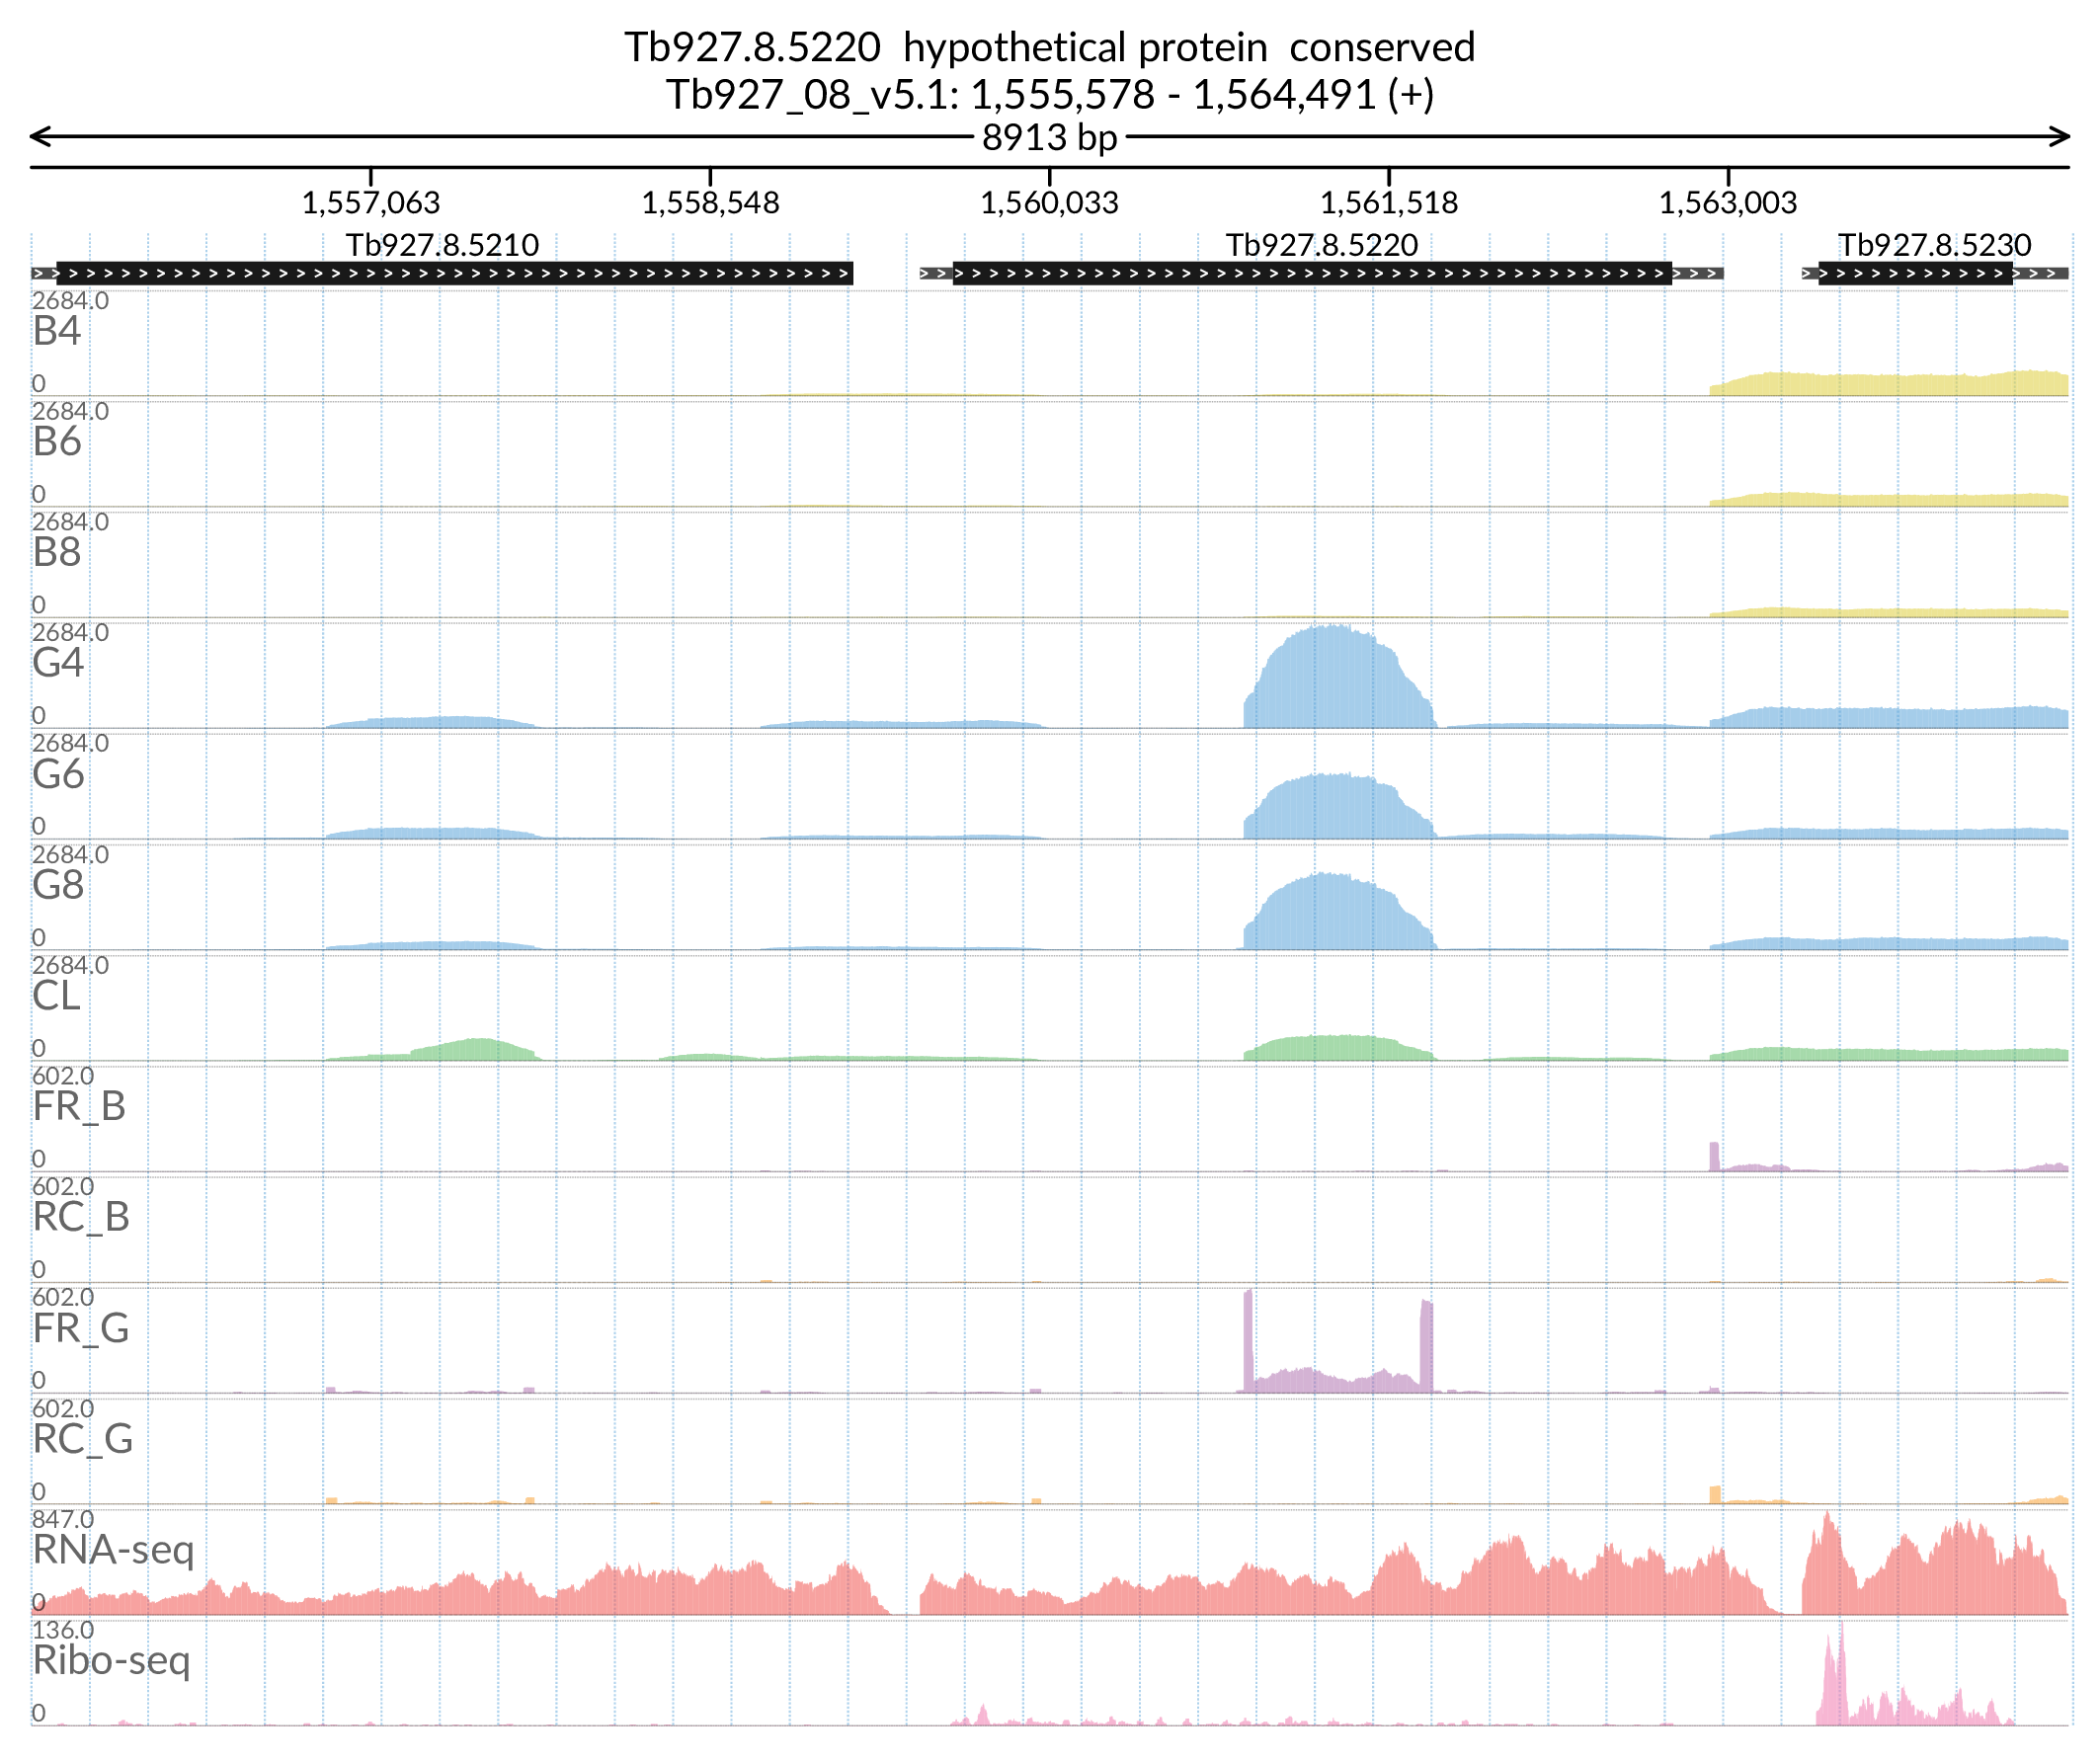 Tb927.8.5220  hypothetical protein  conserved
Tb927_08_v5.1: 1,555,578 - 1,564,491 (+)
8913 bp
1,557,063 1,558,548 1,560,033 1,561,518 1,563,003
Tb927.8.5210 Tb927.8.5220 Tb927.8.5230
2684.0
B4
0
2684.0
B6
0
2684.0
B8
0
2684.0
G4
0
2684.0
G6
0
2684.0
G8
0
2684.0
CL
0
602.0
FR_B
0
602.0
RC_B
0
602.0
FR_G
0
602.0
RC_G
0
847.0
RNA-seq
0
136.0
Ribo-seq
0